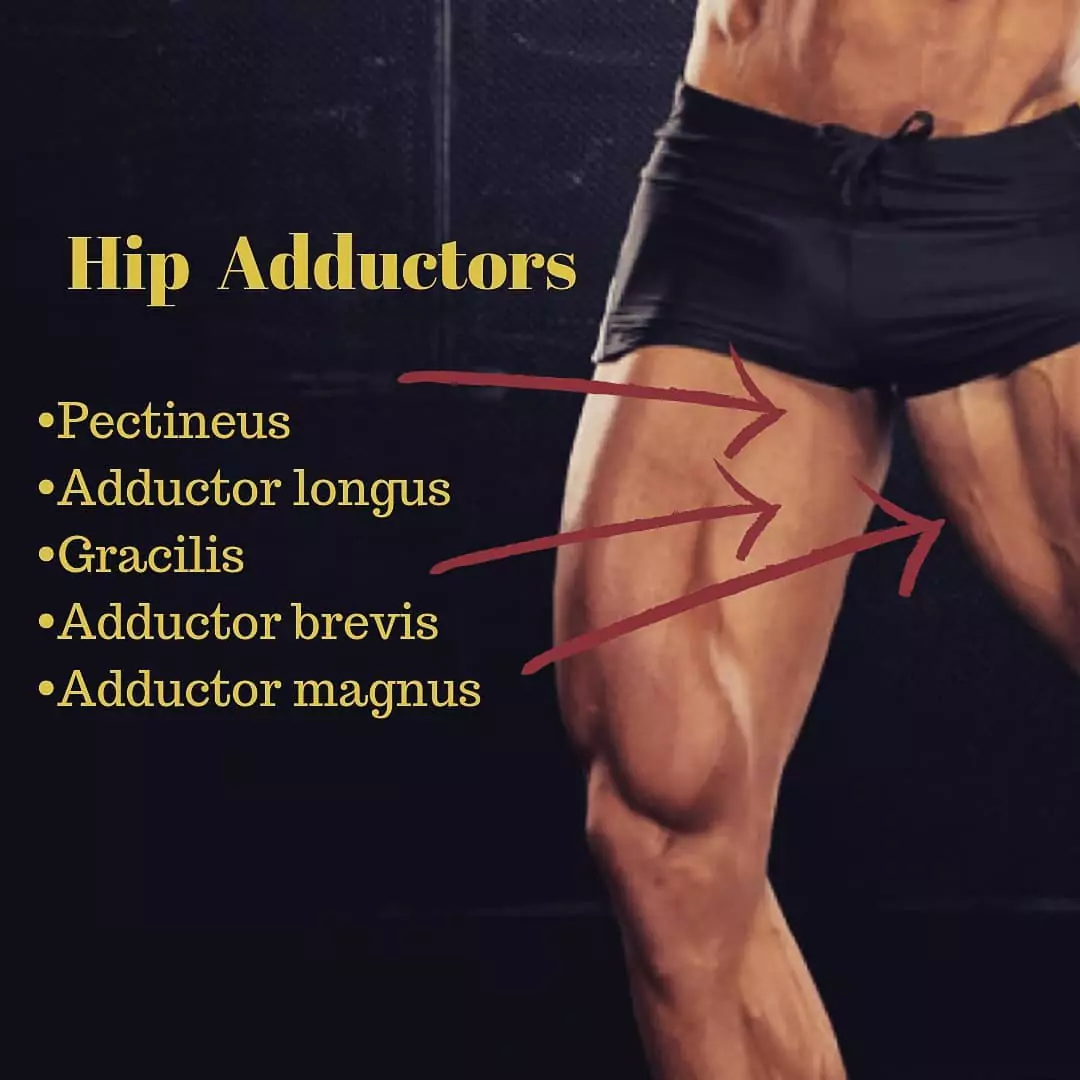 Hip Adductors
•Pectineus
•Adductor longus
•Gracilis
•Adductor brevis
•Adductor magnus